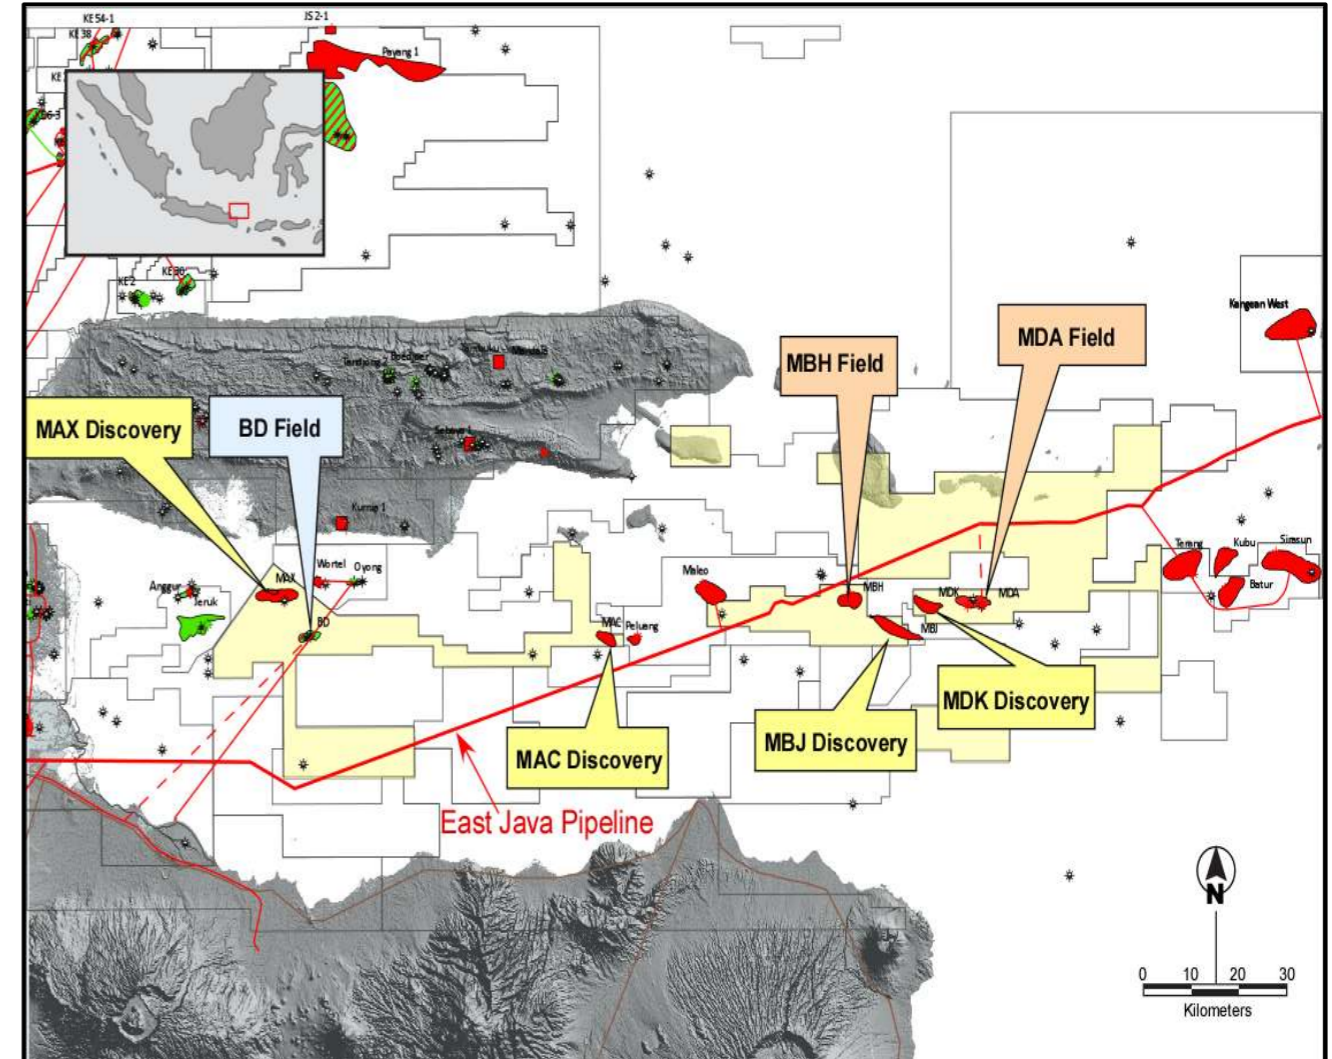 KE 54-1
JS 2-1
KE 38
Payang 1
KE 2
KE 30
Kangean West
MDA Field
MBH Field
MAX Discovery
BD Field
Kurnia 1
Anggur
Jeruk
MAX
Wortel
Oyong
BD
MAC
Peluang
Maleo
MBH
MBJ
MDK
MDA
Terang
Kubu
Sirasun
Batur
MAC Discovery
MBJ Discovery
MDK Discovery
East Java Pipeline
N
0 10 20 30
Kilometers